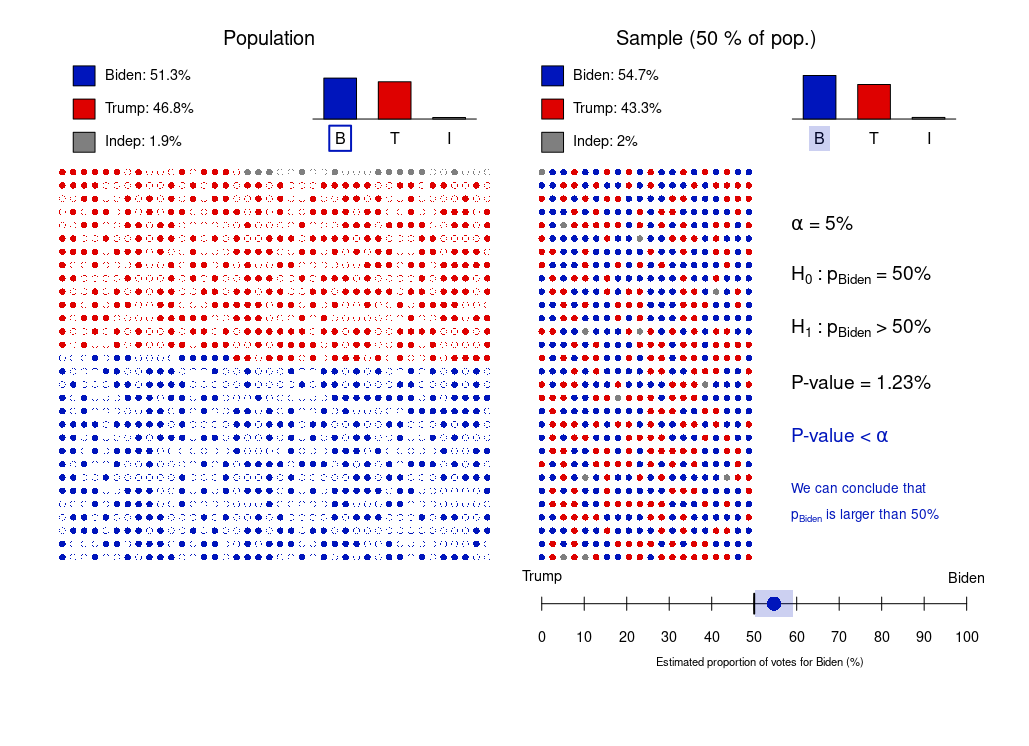 Population
Biden: 51.3%
Trump: 46.8%
Indep: 1.9%
B T I
Sample (50 % of pop.)
Biden: 54.7%
Trump: 43.3%
Indep: 2%
B T I
α = 5%
H0 : pBiden = 50%
H1 : pBiden > 50%
P-value = 1.23%
P-value < α
We can conclude that
pBiden is larger than 50%
Trump Biden
0 10 20 30 40 50 60 70 80 90 100
Estimated proportion of votes for Biden (%)